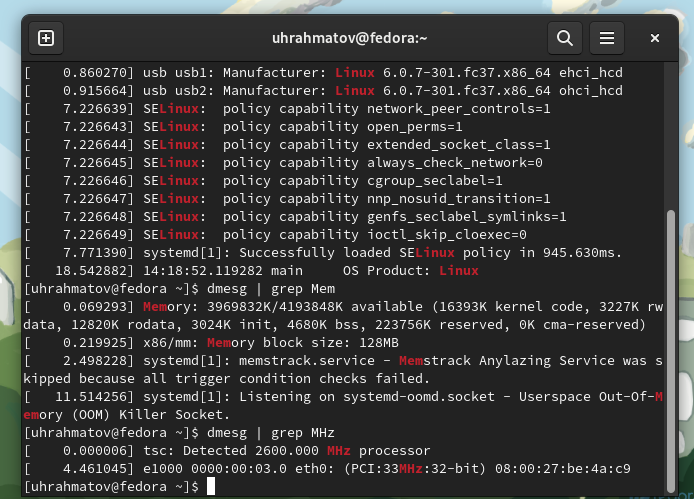 uhrahmatov@fedora:~
[    0.860270] usb usb1: Manufacturer: Linux 6.0.7-301.fc37.x86_64 ehci_hcd
[    0.915664] usb usb2: Manufacturer: Linux 6.0.7-301.fc37.x86_64 ohci_hcd
[    7.226639] SELinux:  policy capability network_peer_controls=1
[    7.226643] SELinux:  policy capability open_perms=1
[    7.226644] SELinux:  policy capability extended_socket_class=1
[    7.226645] SELinux:  policy capability always_check_network=0
[    7.226646] SELinux:  policy capability cgroup_seclabel=1
[    7.226647] SELinux:  policy capability nnp_nosuid_transition=1
[    7.226648] SELinux:  policy capability genfs_seclabel_symlinks=1
[    7.226649] SELinux:  policy capability ioctl_skip_cloexec=0
[    7.771390] systemd[1]: Successfully loaded SELinux policy in 945.630ms.
[   18.542882] 14:18:52.119282 main     OS Product: Linux
[uhrahmatov@fedora ~]$ dmesg | grep Mem
[    0.069293] Memory: 3969832K/4193848K available (16393K kernel code, 3227K rw
data, 12820K rodata, 3024K init, 4680K bss, 223756K reserved, 0K cma-reserved)
[    0.219925] x86/mm: Memory block size: 128MB
[    2.498228] systemd[1]: memstrack.service - Memstrack Anylazing Service was s
kipped because all trigger condition checks failed.
[   11.514256] systemd[1]: Listening on systemd-oomd.socket - Userspace Out-Of-M
emory (OOM) Killer Socket.
[uhrahmatov@fedora ~]$ dmesg | grep MHz
[    0.000006] tsc: Detected 2600.000 MHz processor
[    4.461045] e1000 0000:00:03.0 eth0: (PCI:33MHz:32-bit) 08:00:27:be:4a:c9
[uhrahmatov@fedora ~]$